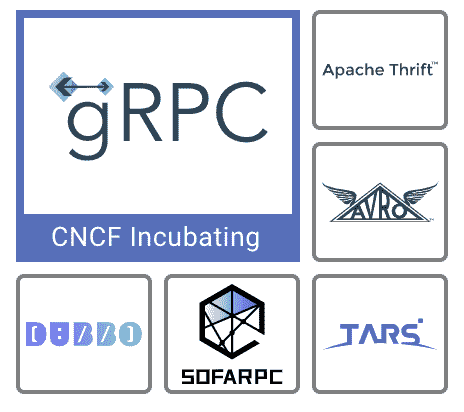 gRPC
CNCF Incubating
Apache Thrift™
AVRO
DUBBO
SOFARPC
TARS